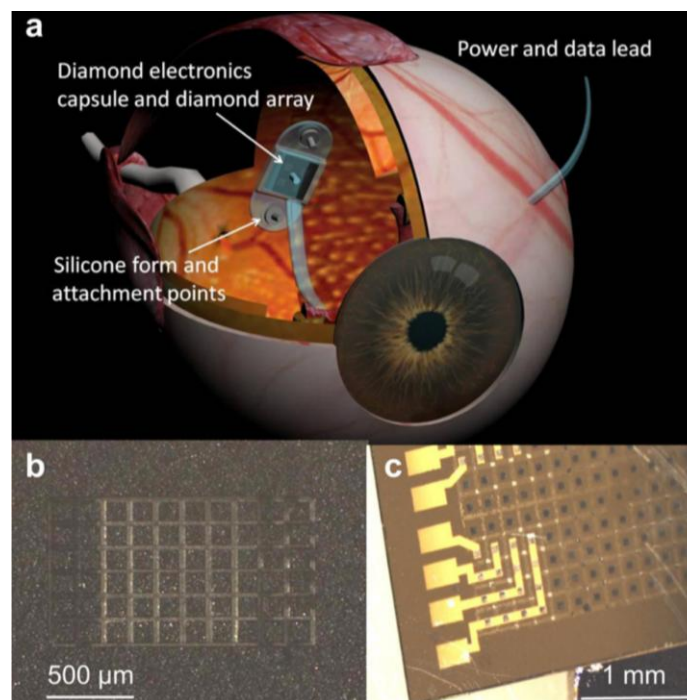 a
Power and data lead
Diamond electronics
capsule and diamond array
Silicone form and
attachment points
b
500 µm
c
1 mm